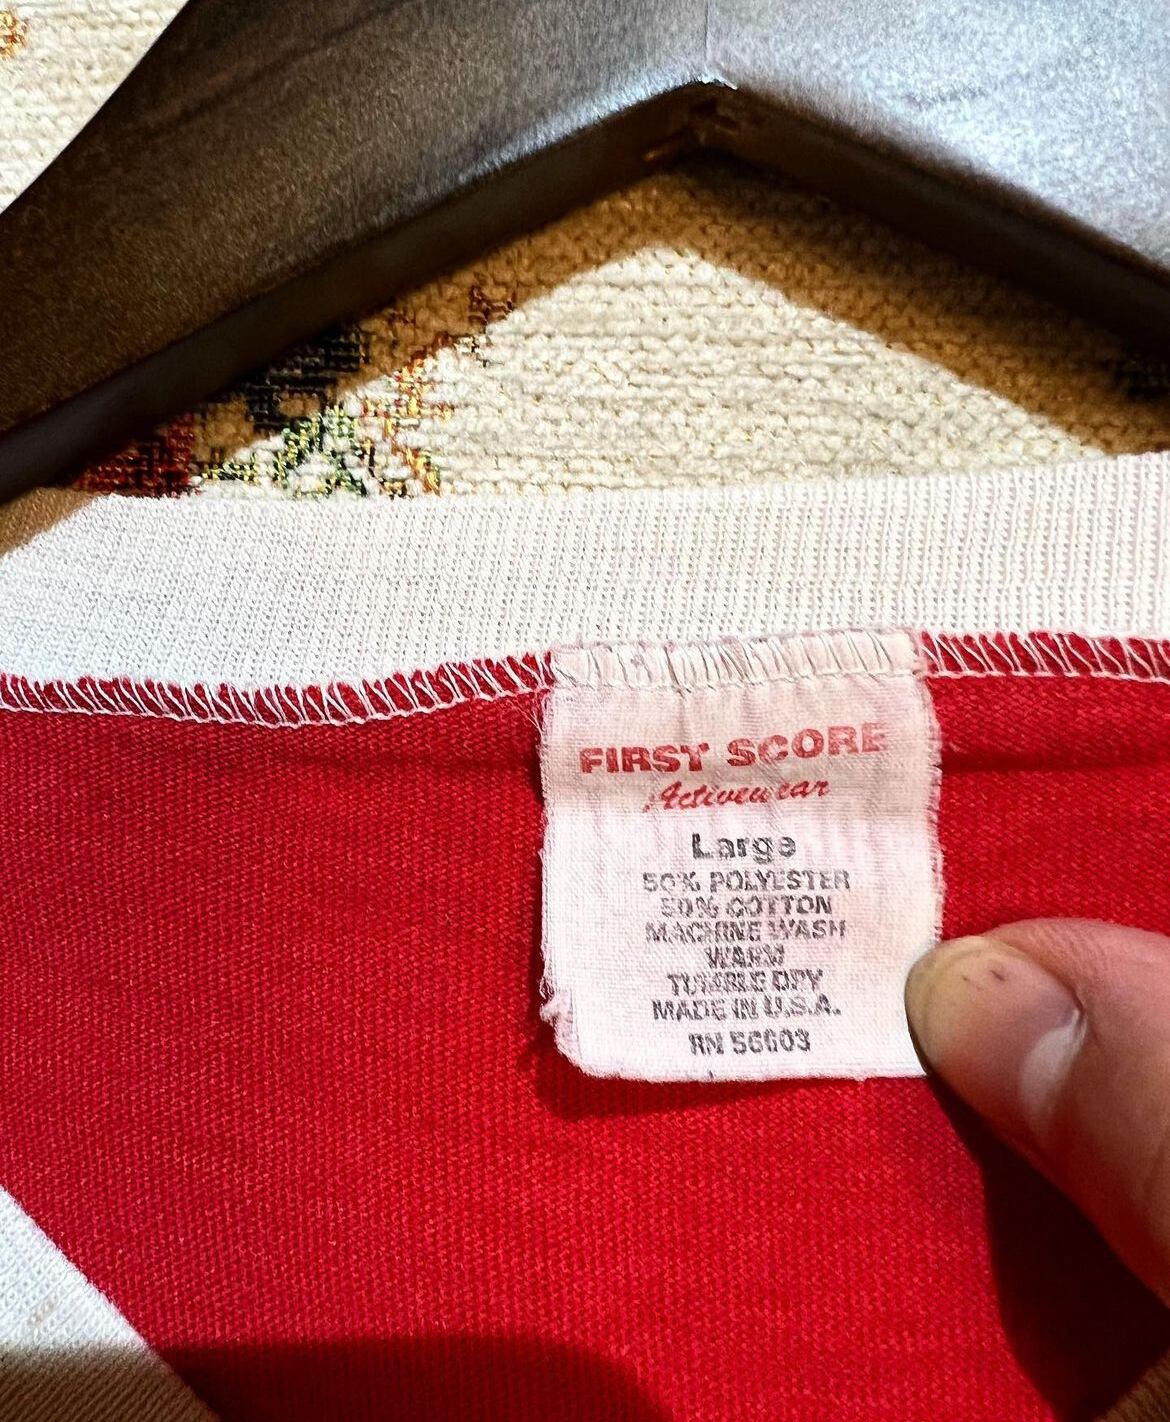 FIRST SCORE
Activewear
Large
50% POLYESTER
50% COTTON
MACHINE WASH
WARM
TUMBLE DRY
MADE IN U.S.A.
RN 56603